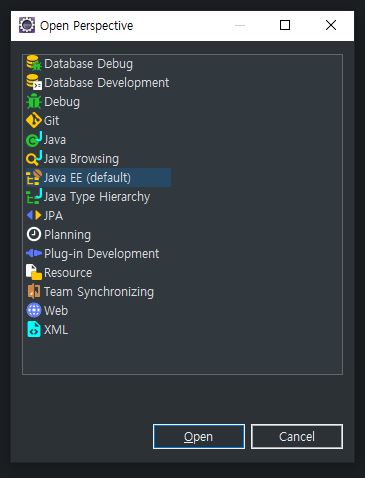 Open Perspective
Database Debug
Database Development
Debug
Git
Java
Java Browsing
Java EE (default)
Java Type Hierarchy
JPA
Planning
Plug-in Development
Resource
Team Synchronizing
Web
XML
Open
Cancel